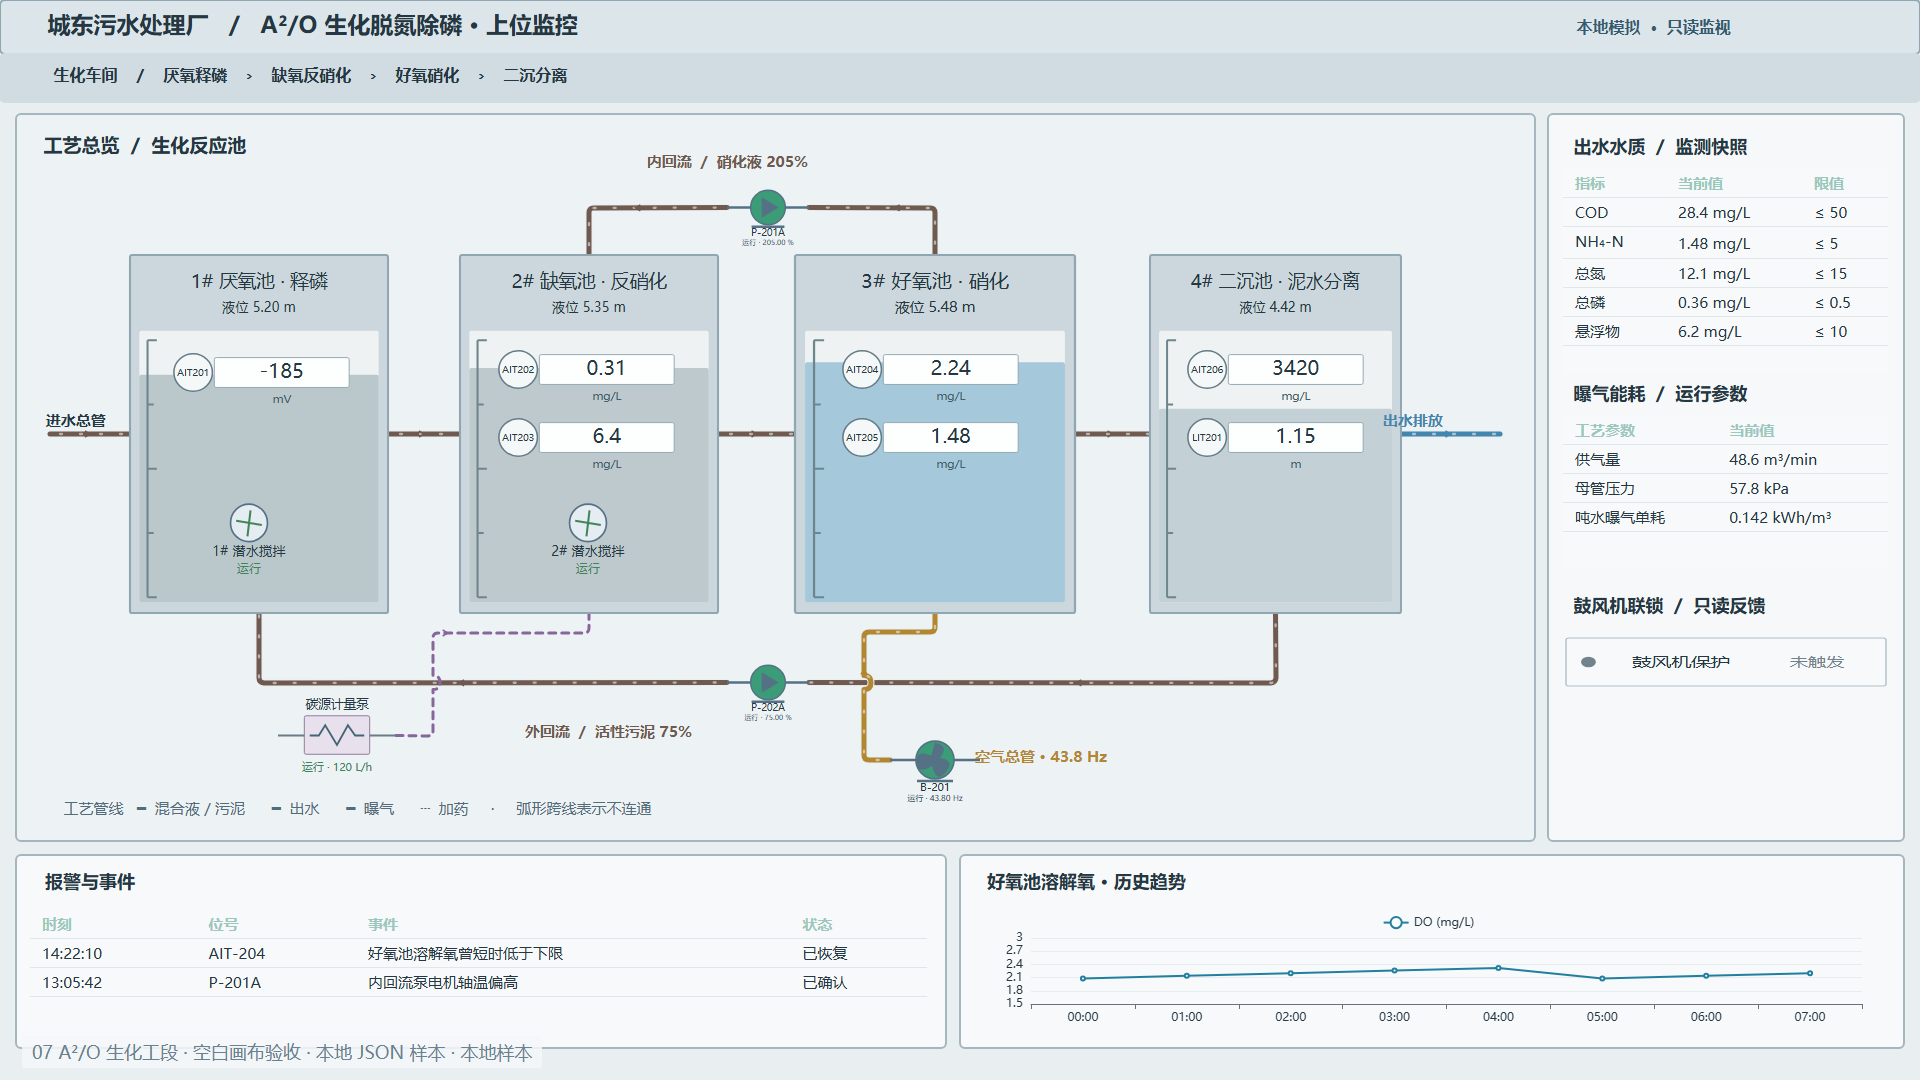 城东污水处理厂 / A²/O 生化脱氮除磷 • 上位监控
本地模拟 • 只读监视
生化车间 / 厌氧释磷 › 缺氧反硝化 › 好氧硝化 › 二沉分离
工艺总览 / 生化反应池
内回流 / 硝化液 205%
P-201A
运行 · 205.00 %
1# 厌氧池 · 释磷
液位 5.20 m
AIT201
-185
mV
1# 潜水搅拌
运行
2# 缺氧池 · 反硝化
液位 5.35 m
AIT202
0.31
mg/L
AIT203
6.4
mg/L
2# 潜水搅拌
运行
3# 好氧池 · 硝化
液位 5.48 m
AIT204
2.24
mg/L
AIT205
1.48
mg/L
4# 二沉池 · 泥水分离
液位 4.42 m
AIT206
3420
mg/L
LIT201
1.15
m
进水总管
出水排放
碳源计量泵
运行 · 120 L/h
P-202A
运行 · 75.00 %
外回流 / 活性污泥 75%
空气总管 • 43.8 Hz
B-201
运行 · 43.80 Hz
工艺管线 ━ 混合液 / 污泥 ━ 出水 ━ 曝气 ┄ 加药 · 弧形跨线表示不连通
出水水质 / 监测快照
指标 当前值 限值
COD 28.4 mg/L ≤ 50
NH₄-N 1.48 mg/L ≤ 5
总氮 12.1 mg/L ≤ 15
总磷 0.36 mg/L ≤ 0.5
悬浮物 6.2 mg/L ≤ 10
曝气能耗 / 运行参数
工艺参数 当前值
供气量 48.6 m³/min
母管压力 57.8 kPa
吨水曝气单耗 0.142 kWh/m³
鼓风机联锁 / 只读反馈
鼓风机保护 未触发
报警与事件
时刻 位号 事件 状态
14:22:10 AIT-204 好氧池溶解氧曾短时低于下限 已恢复
13:05:42 P-201A 内回流泵电机轴温偏高 已确认
好氧池溶解氧 • 历史趋势
DO (mg/L)
3
2.7
2.4
2.1
1.8
1.5
00:00 01:00 02:00 03:00 04:00 05:00 06:00 07:00
07 A²/O 生化工段 · 空白画布验收 · 本地 JSON 样本 · 本地样本